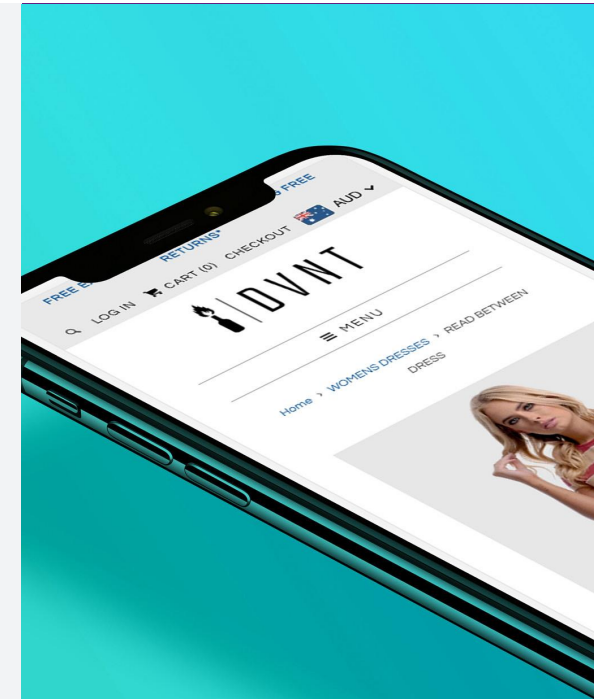 FREE
FREE
RETURNS*
LOG IN CART (0) CHECKOUT AUD
DVNT
MENU
Home > WOMENS DRESSES > READ BETWEEN
DRESS